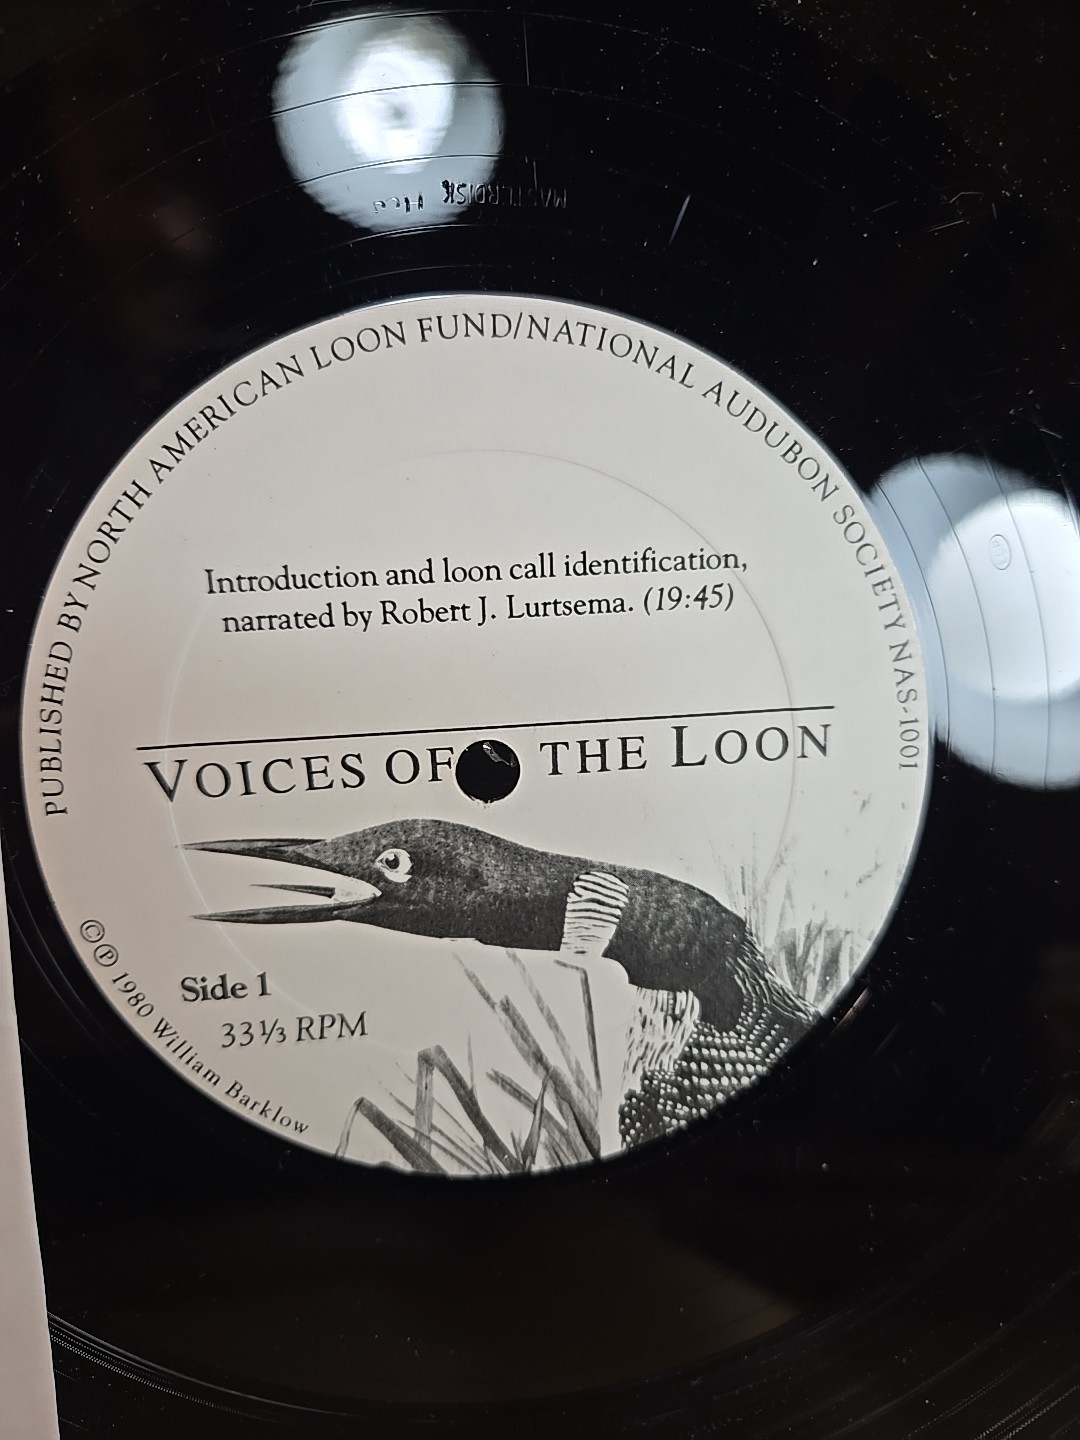 MASTERDISK
PUBLISHED BY NORTH AMERICAN LOON FUND/NATIONAL AUDUBON SOCIETY NAS-1001
Introduction and loon call identification,
narrated by Robert J. Lurtsema. (19:45)
VOICES OF THE LOON
Side 1
33⅓ RPM
©℗ 1980 William Barklow